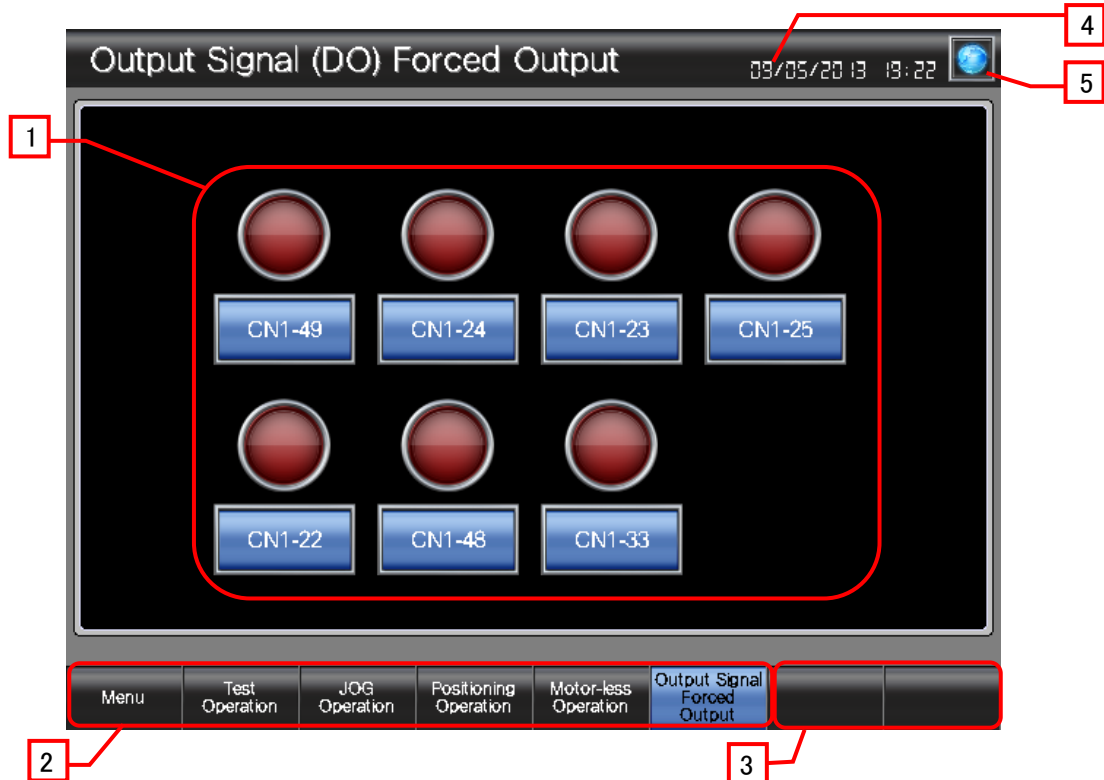 4
Output Signal (DO) Forced Output
09/05/2013 19:22
5
1
CN1-49
CN1-24
CN1-23
CN1-25
CN1-22
CN1-48
CN1-33
Menu
Test
Operation
JOG
Operation
Positioning
Operation
Motor-less
Operation
Output Signal
Forced
Output
2
3